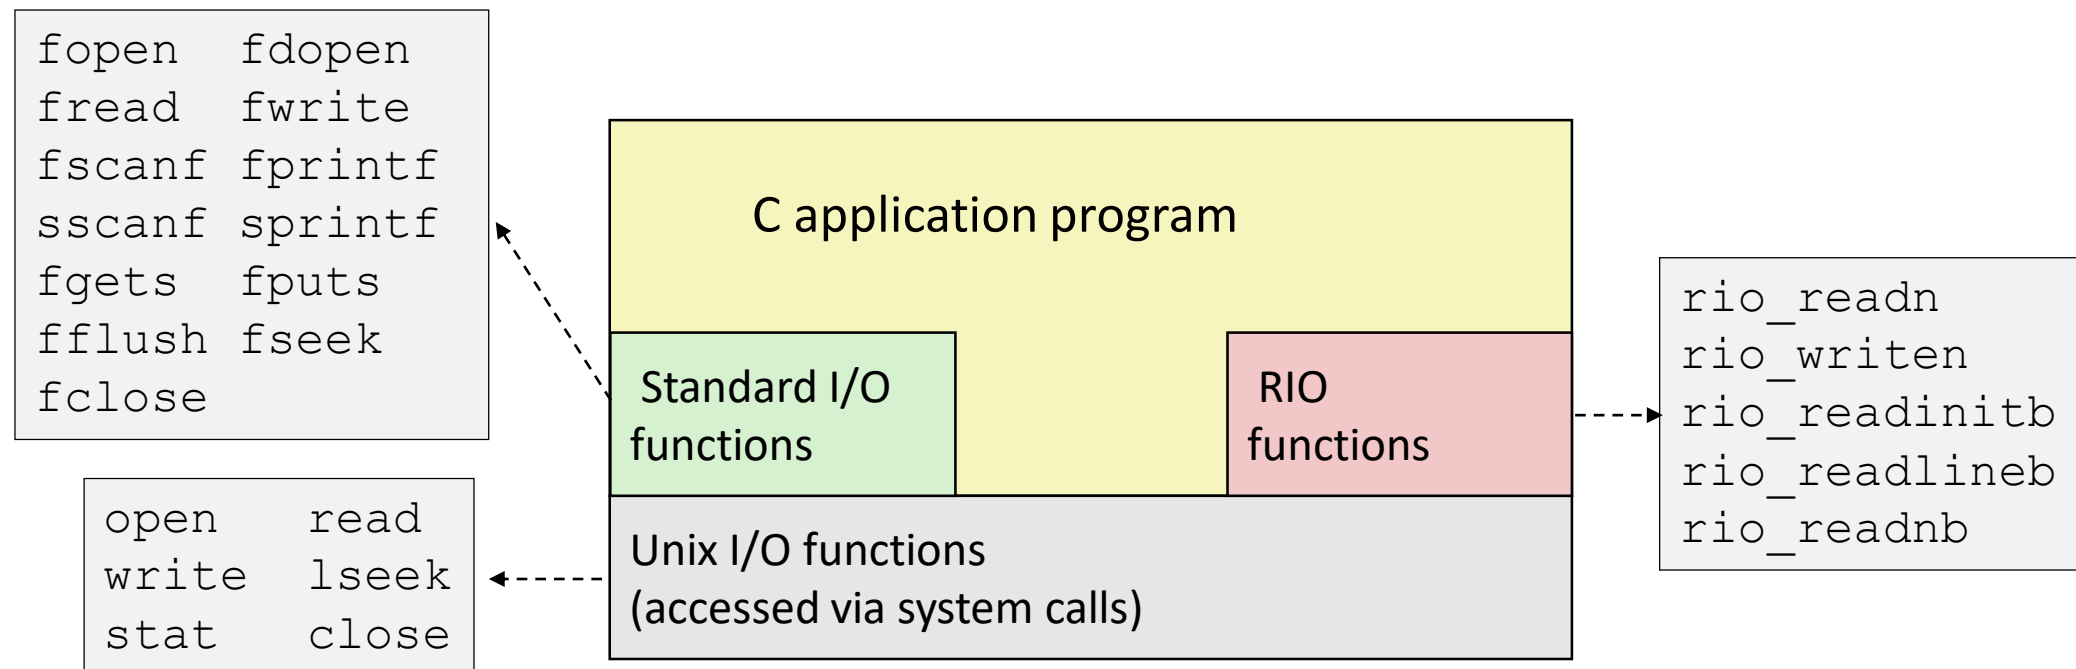 fopen fdopen
fread fwrite
fscanf fprintf
sscanf sprintf
fgets fputs
fflush fseek
fclose
C application program
Standard I/O
functions
RIO
functions
rio_readn
rio_writen
rio_readinitb
rio_readlineb
rio_readnb
open read
write lseek
stat close
Unix I/O functions
(accessed via system calls)